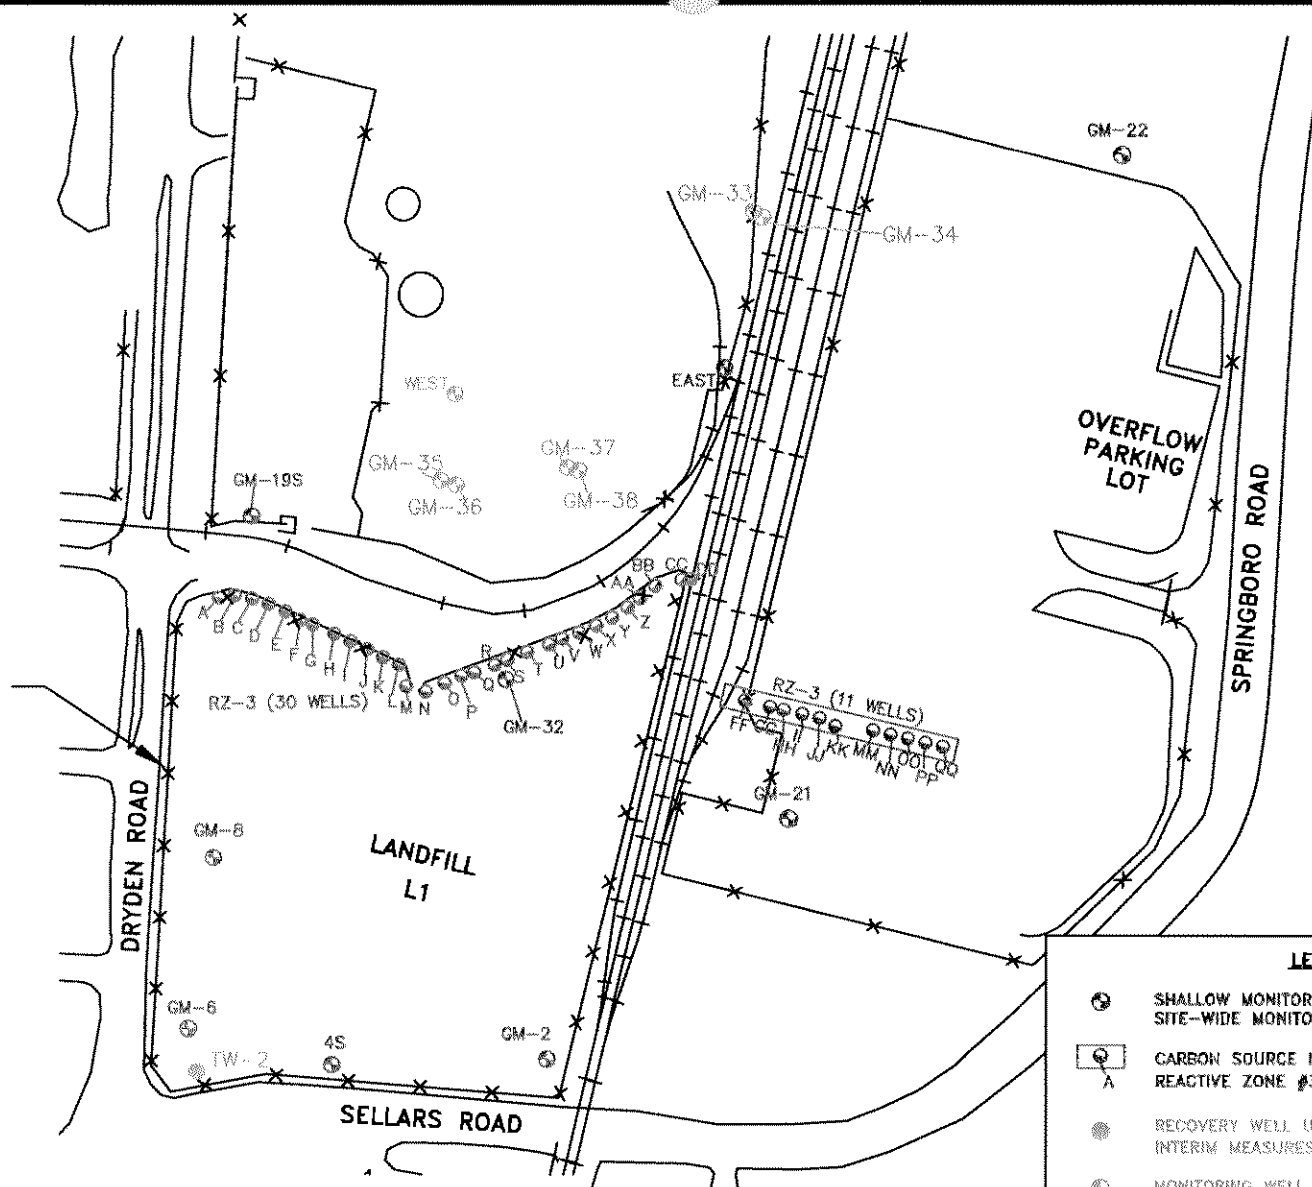 GM-22
GM-33
GM-34
EAST
WEST
OVERFLOW
PARKING
LOT
GM-37
GM-35
GM-38
GM-36
GM-19S
SPRINGBORO ROAD
BB CC DD
AA
Z
Y
X
W
V
U
T
S
R
Q
P
O
N
M
L
K
J
I
H
G
F
E
D
C
B
A
RZ-3 (30 WELLS)
GM-32
RZ-3 (11 WELLS)
FF GG HH II JJ KK MM NN OO PP QQ
GM-21
DRYDEN ROAD
GM-8
LANDFILL
L1
GM-6
TW-2
4S
GM-2
SELLARS ROAD
LE
SHALLOW MONITOR
SITE-WIDE MONITO
CARBON SOURCE I
A
REACTIVE ZONE #
RECOVERY WELL U
INTERIM MEASURES
MONITORING WELL